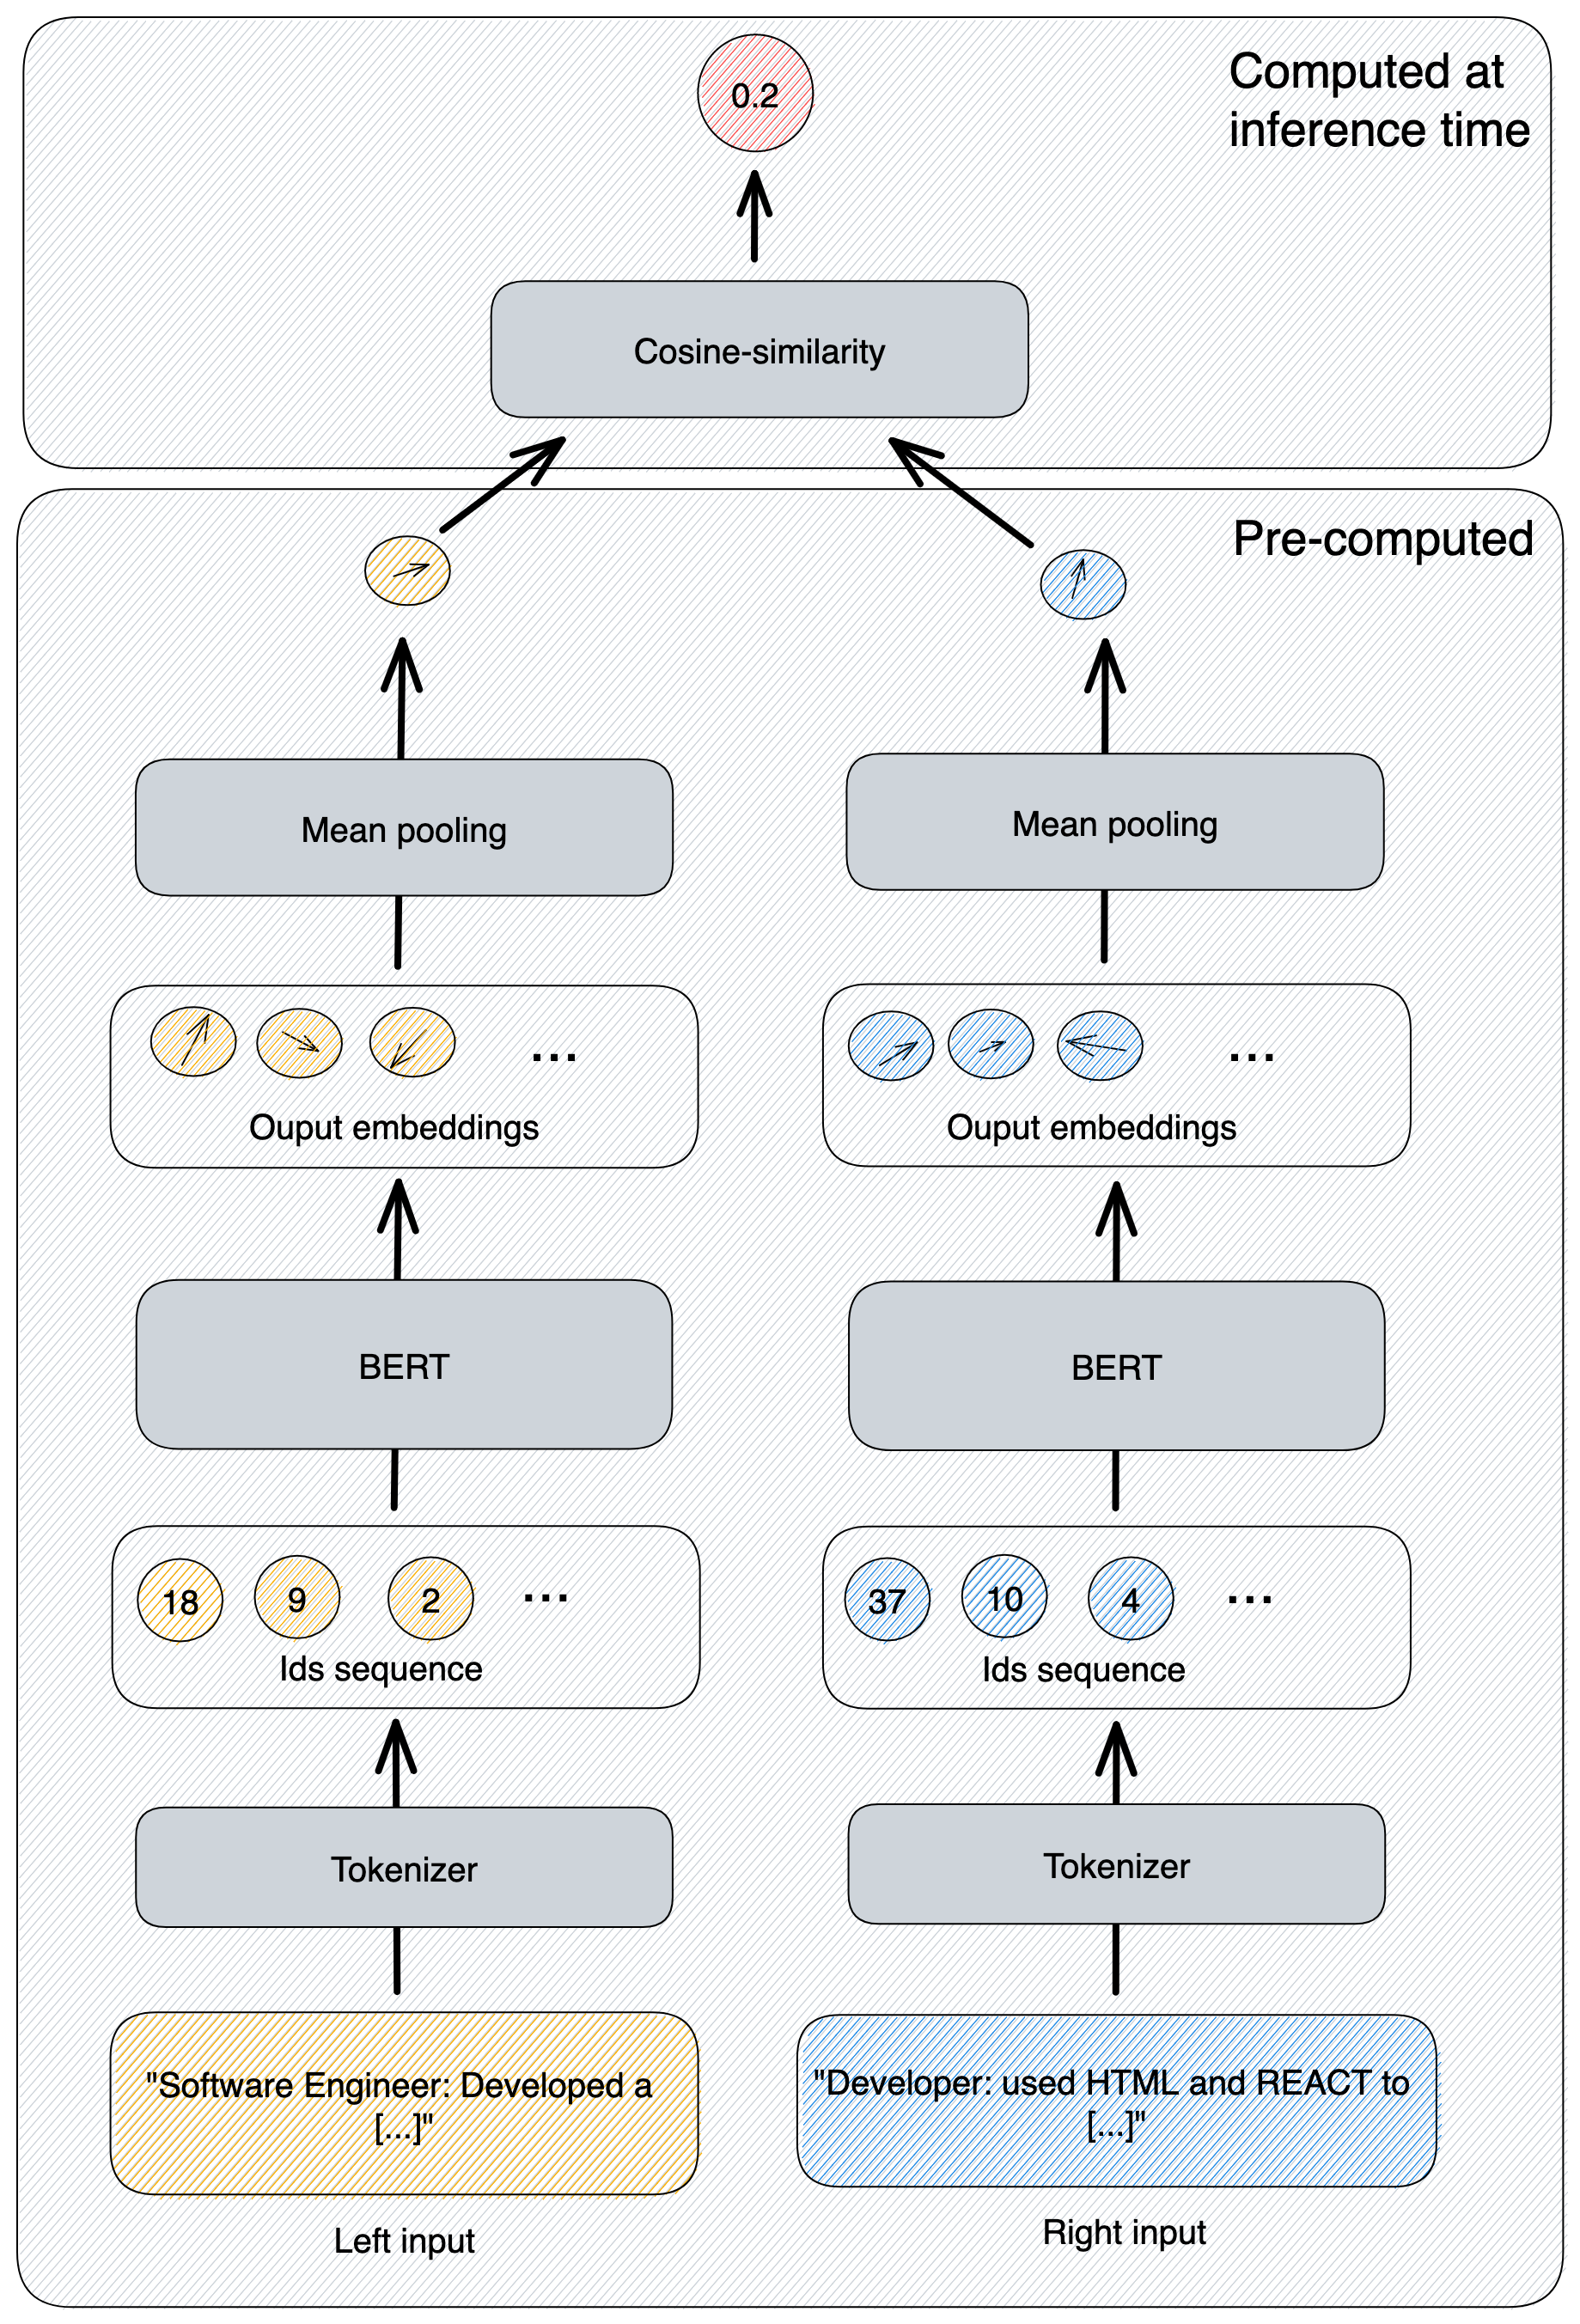 0.2
Computed at
inference time
Cosine-similarity
Pre-computed
Mean pooling
Mean pooling
...
...
Ouput embeddings
Ouput embeddings
BERT
BERT
18 9 2 ...
37 10 4 ...
Ids sequence
Ids sequence
Tokenizer
Tokenizer
"Software Engineer: Developed a
[...]"
"Developer: used HTML and REACT to
[...]"
Left input
Right input